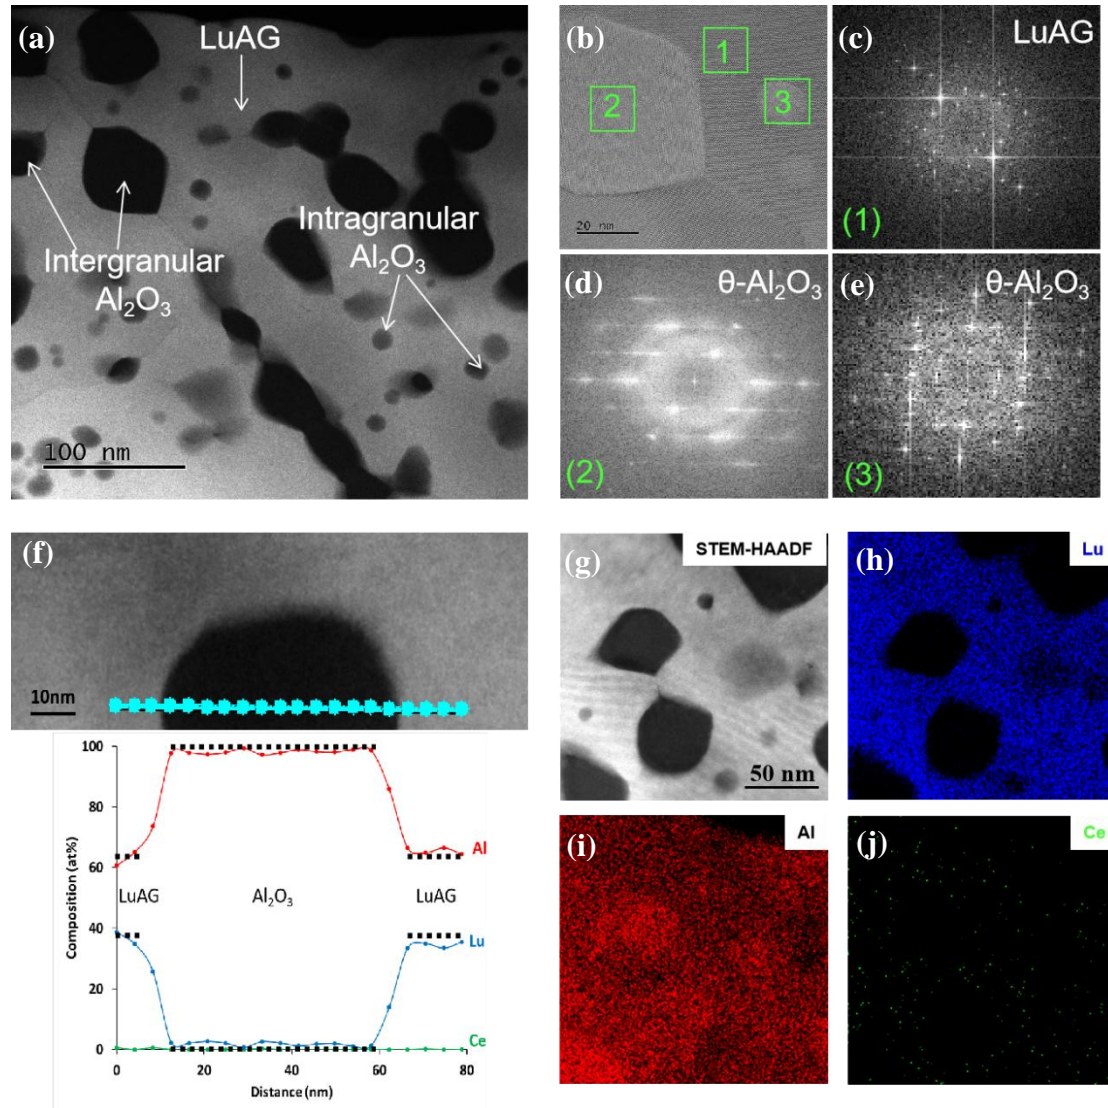 (a)
LuAG
Intragranular
Al₂O₃
Intergranular
Al₂O₃
100 nm
(b)
1
2
3
20 nm
(c)
LuAG
(1)
(d)
θ-Al₂O₃
(2)
(e)
θ-Al₂O₃
(3)
(f)
10nm
100
80
60
40
20
0
Composition (at%)
Al
LuAG
Al₂O₃
LuAG
Lu
Ce
0
20
40
60
80
Distance (nm)
(g)
STEM-HAADF
50 nm
(h)
Lu
(i)
Al
(j)
Ce